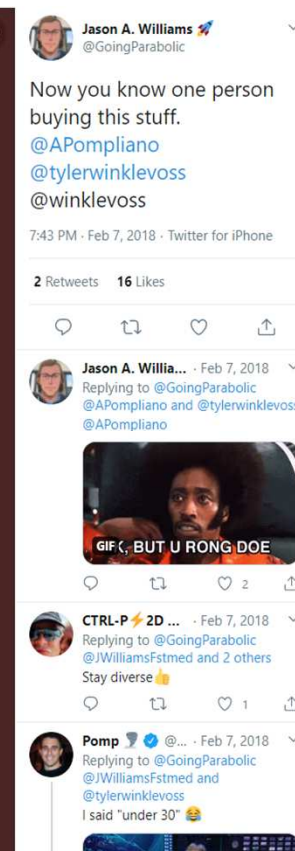 Jason A. Williams
@GoingParabolic
Now you know one person
buying this stuff.
@APompliano
@tylerwinklevoss
@winklevoss
7:43 PM · Feb 7, 2018 · Twitter for iPhone
2 Retweets 16 Likes
Jason A. Willia... · Feb 7, 2018
Replying to @GoingParabolic
@APompliano and @tylerwinklevoss
@APompliano
GIF , BUT U RONG DOE
2
CTRL-P⚡2D ... · Feb 7, 2018
Replying to @GoingParabolic
@JWilliamsFstmed and 2 others
Stay diverse👍
1
Pomp 🌪 @... · Feb 7, 2018
Replying to @GoingParabolic
@JWilliamsFstmed and
@tylerwinklevoss
I said "under 30" 😂